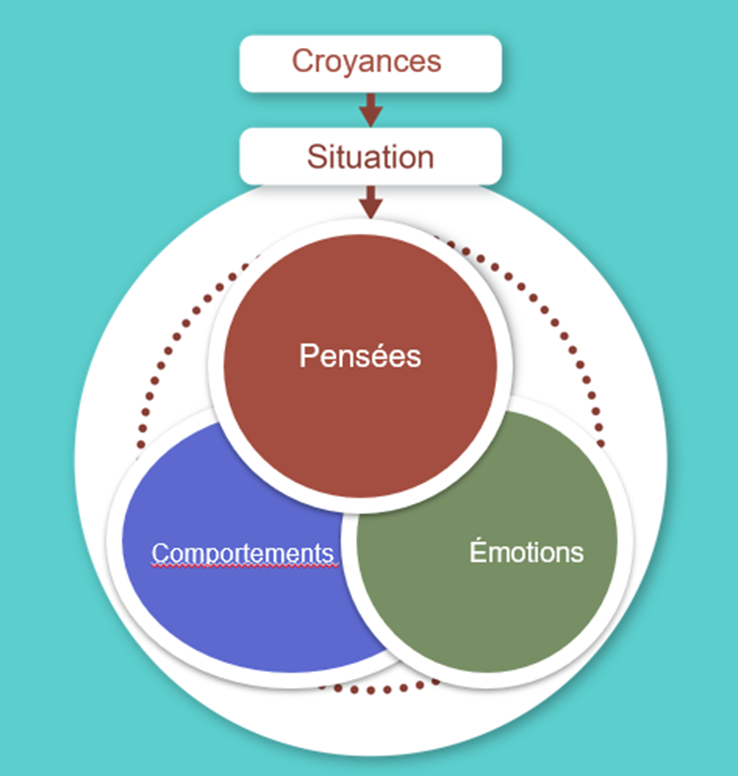 Croyances
Situation
Pensées
Comportements
Émotions